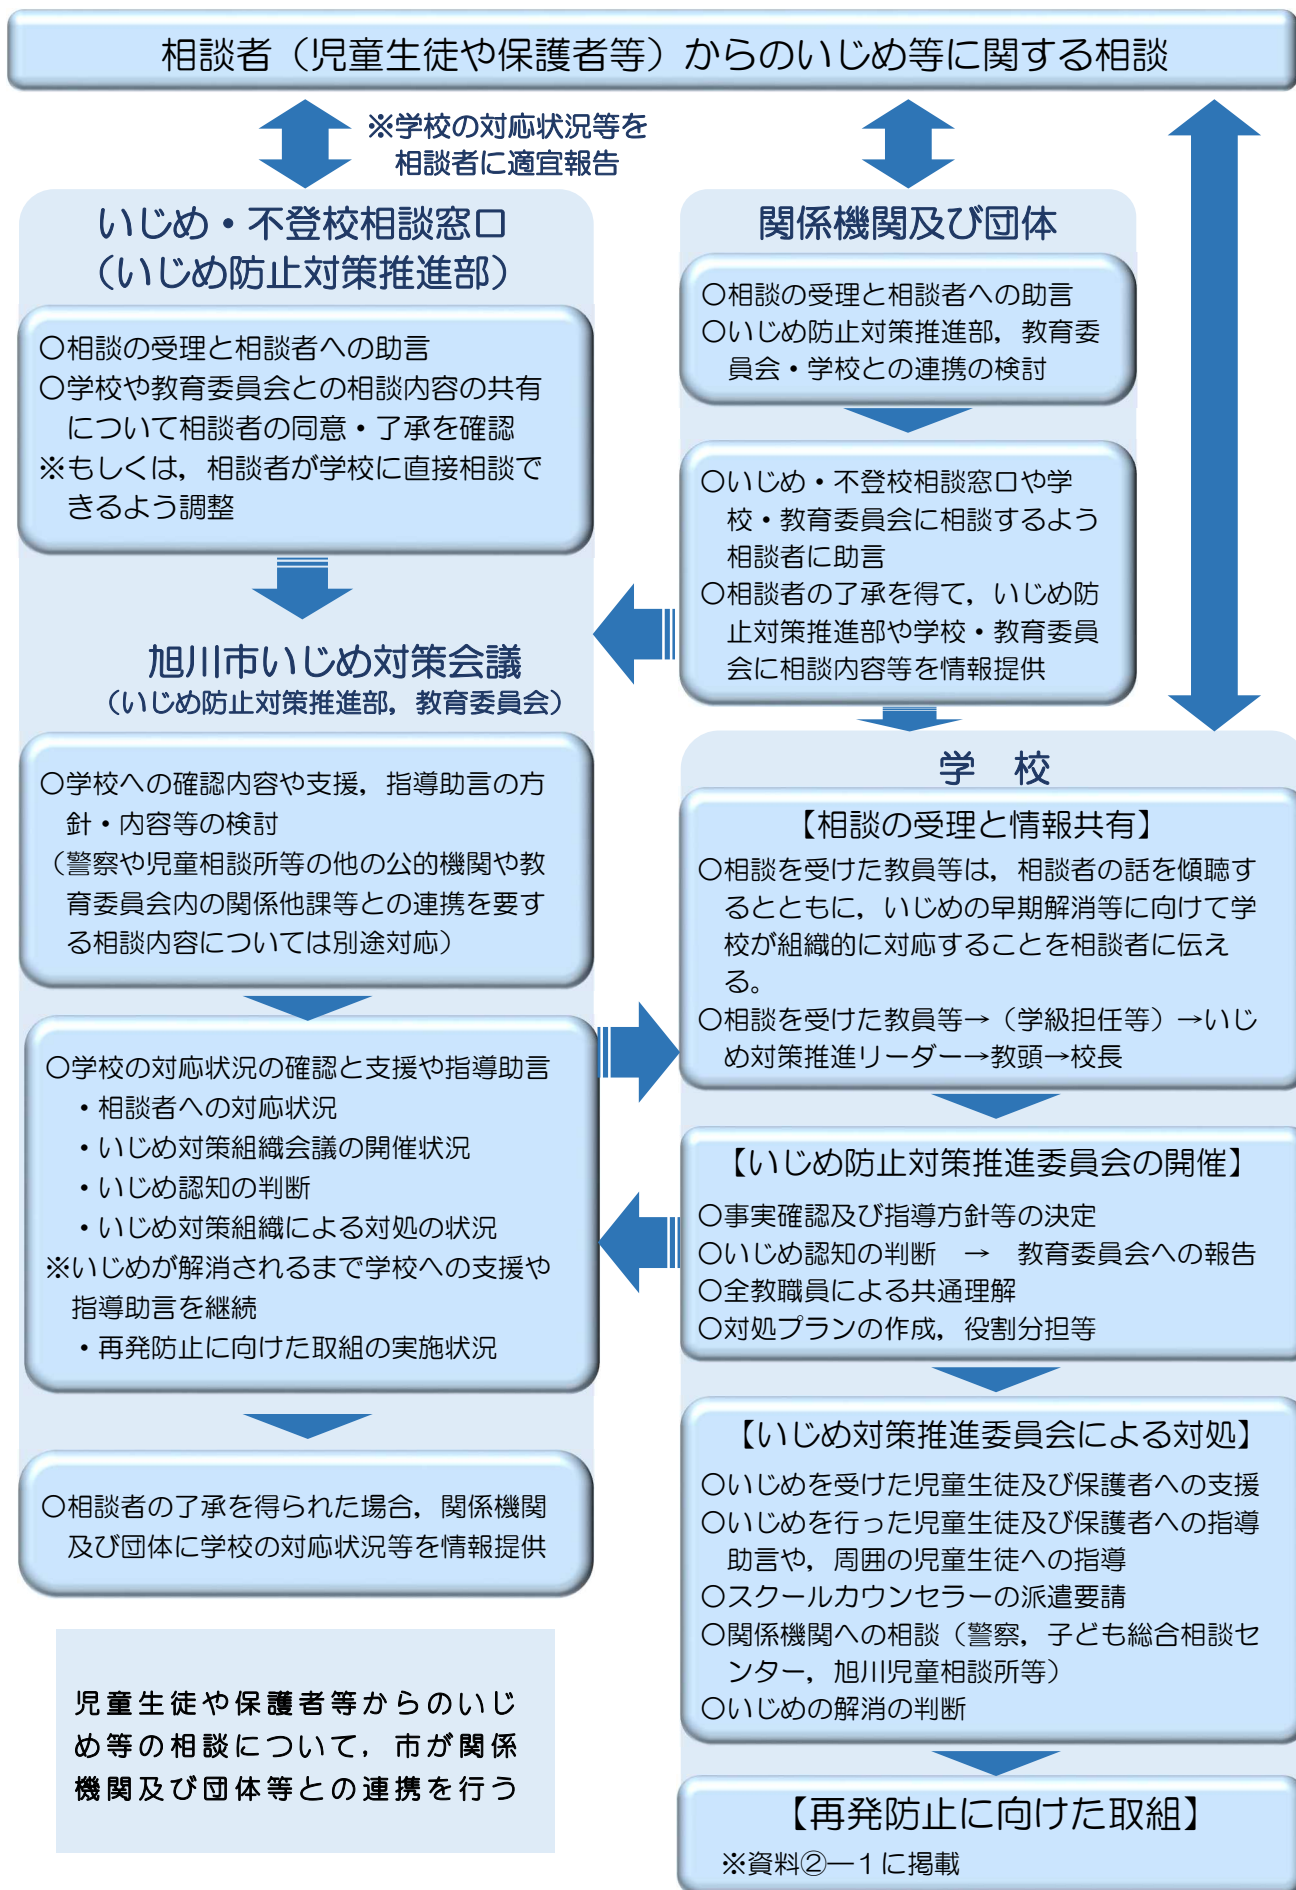 相談者（児童生徒や保護者等）からのいじめ等に関する相談
※学校の対応状況等を
相談者に適宜報告
いじめ・不登校相談窓口
（いじめ防止対策推進部）
〇相談の受理と相談者への助言
〇学校や教育委員会との相談内容の共有
について相談者の同意・了承を確認
※もしくは，相談者が学校に直接相談で
きるよう調整
旭川市いじめ対策会議
（いじめ防止対策推進部，教育委員会）
〇学校への確認内容や支援，指導助言の方
針・内容等の検討
（警察や児童相談所等の他の公的機関や教
育委員会内の関係他課等との連携を要す
る相談内容については別途対応）
〇学校の対応状況の確認と支援や指導助言
・相談者への対応状況
・いじめ対策組織会議の開催状況
・いじめ認知の判断
・いじめ対策組織による対処の状況
※いじめが解消されるまで学校への支援や
指導助言を継続
・再発防止に向けた取組の実施状況
〇相談者の了承を得られた場合，関係機関
及び団体に学校の対応状況等を情報提供
児童生徒や保護者等からのいじ
め等の相談について，市が関係
機関及び団体等との連携を行う
関係機関及び団体
〇相談の受理と相談者への助言
〇いじめ防止対策推進部，教育委
員会・学校との連携の検討
〇いじめ・不登校相談窓口や学
校・教育委員会に相談するよう
相談者に助言
〇相談者の了承を得て，いじめ防
止対策推進部や学校・教育委員
会に相談内容等を情報提供
学　校
【相談の受理と情報共有】
〇相談を受けた教員等は，相談者の話を傾聴す
るとともに，いじめの早期解消等に向けて学
校が組織的に対応することを相談者に伝え
る。
〇相談を受けた教員等→（学級担任等）→いじ
め対策推進リーダー→教頭→校長
【いじめ防止対策推進委員会の開催】
〇事実確認及び指導方針等の決定
〇いじめ認知の判断　→　教育委員会への報告
〇全教職員による共通理解
〇対処プランの作成，役割分担等
【いじめ対策推進委員会による対処】
〇いじめを受けた児童生徒及び保護者への支援
〇いじめを行った児童生徒及び保護者への指導
助言や，周囲の児童生徒への指導
〇スクールカウンセラーの派遣要請
〇関係機関への相談（警察，子ども総合相談セ
ンター，旭川児童相談所等）
〇いじめの解消の判断
【再発防止に向けた取組】
※資料②―１に掲載